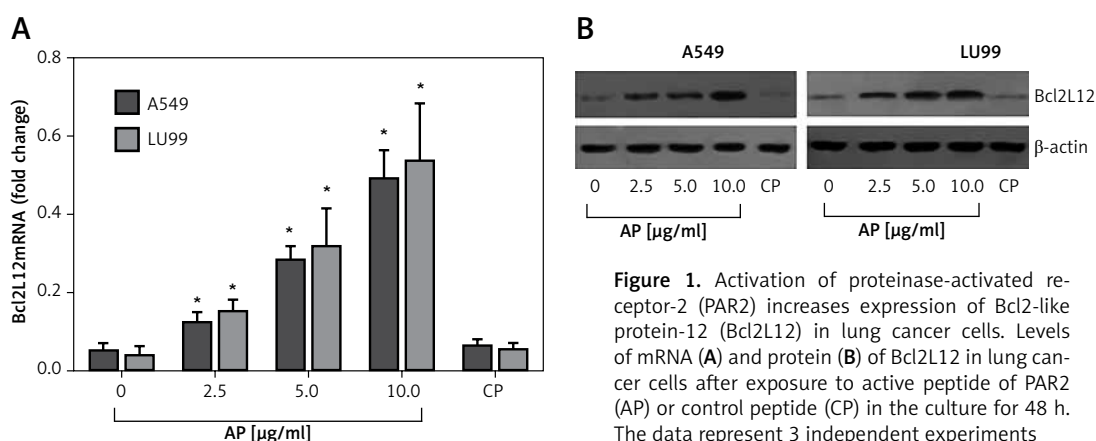 A
Bcl2L12mRNA (fold change)
0.8
0.6
0.4
0.2
0.0
A549
LU99
* * * * * *
0 2.5 5.0 10.0 CP
AP [µg/ml]
B
A549 LU99
Bcl2L12
β-actin
0 2.5 5.0 10.0 CP 0 2.5 5.0 10.0 CP
AP [µg/ml] AP [µg/ml]
Figure 1. Activation of proteinase-activated re-
ceptor-2 (PAR2) increases expression of Bcl2-like
protein-12 (Bcl2L12) in lung cancer cells. Levels
of mRNA (A) and protein (B) of Bcl2L12 in lung can-
cer cells after exposure to active peptide of PAR2
(AP) or control peptide (CP) in the culture for 48 h.
The data represent 3 independent experiments